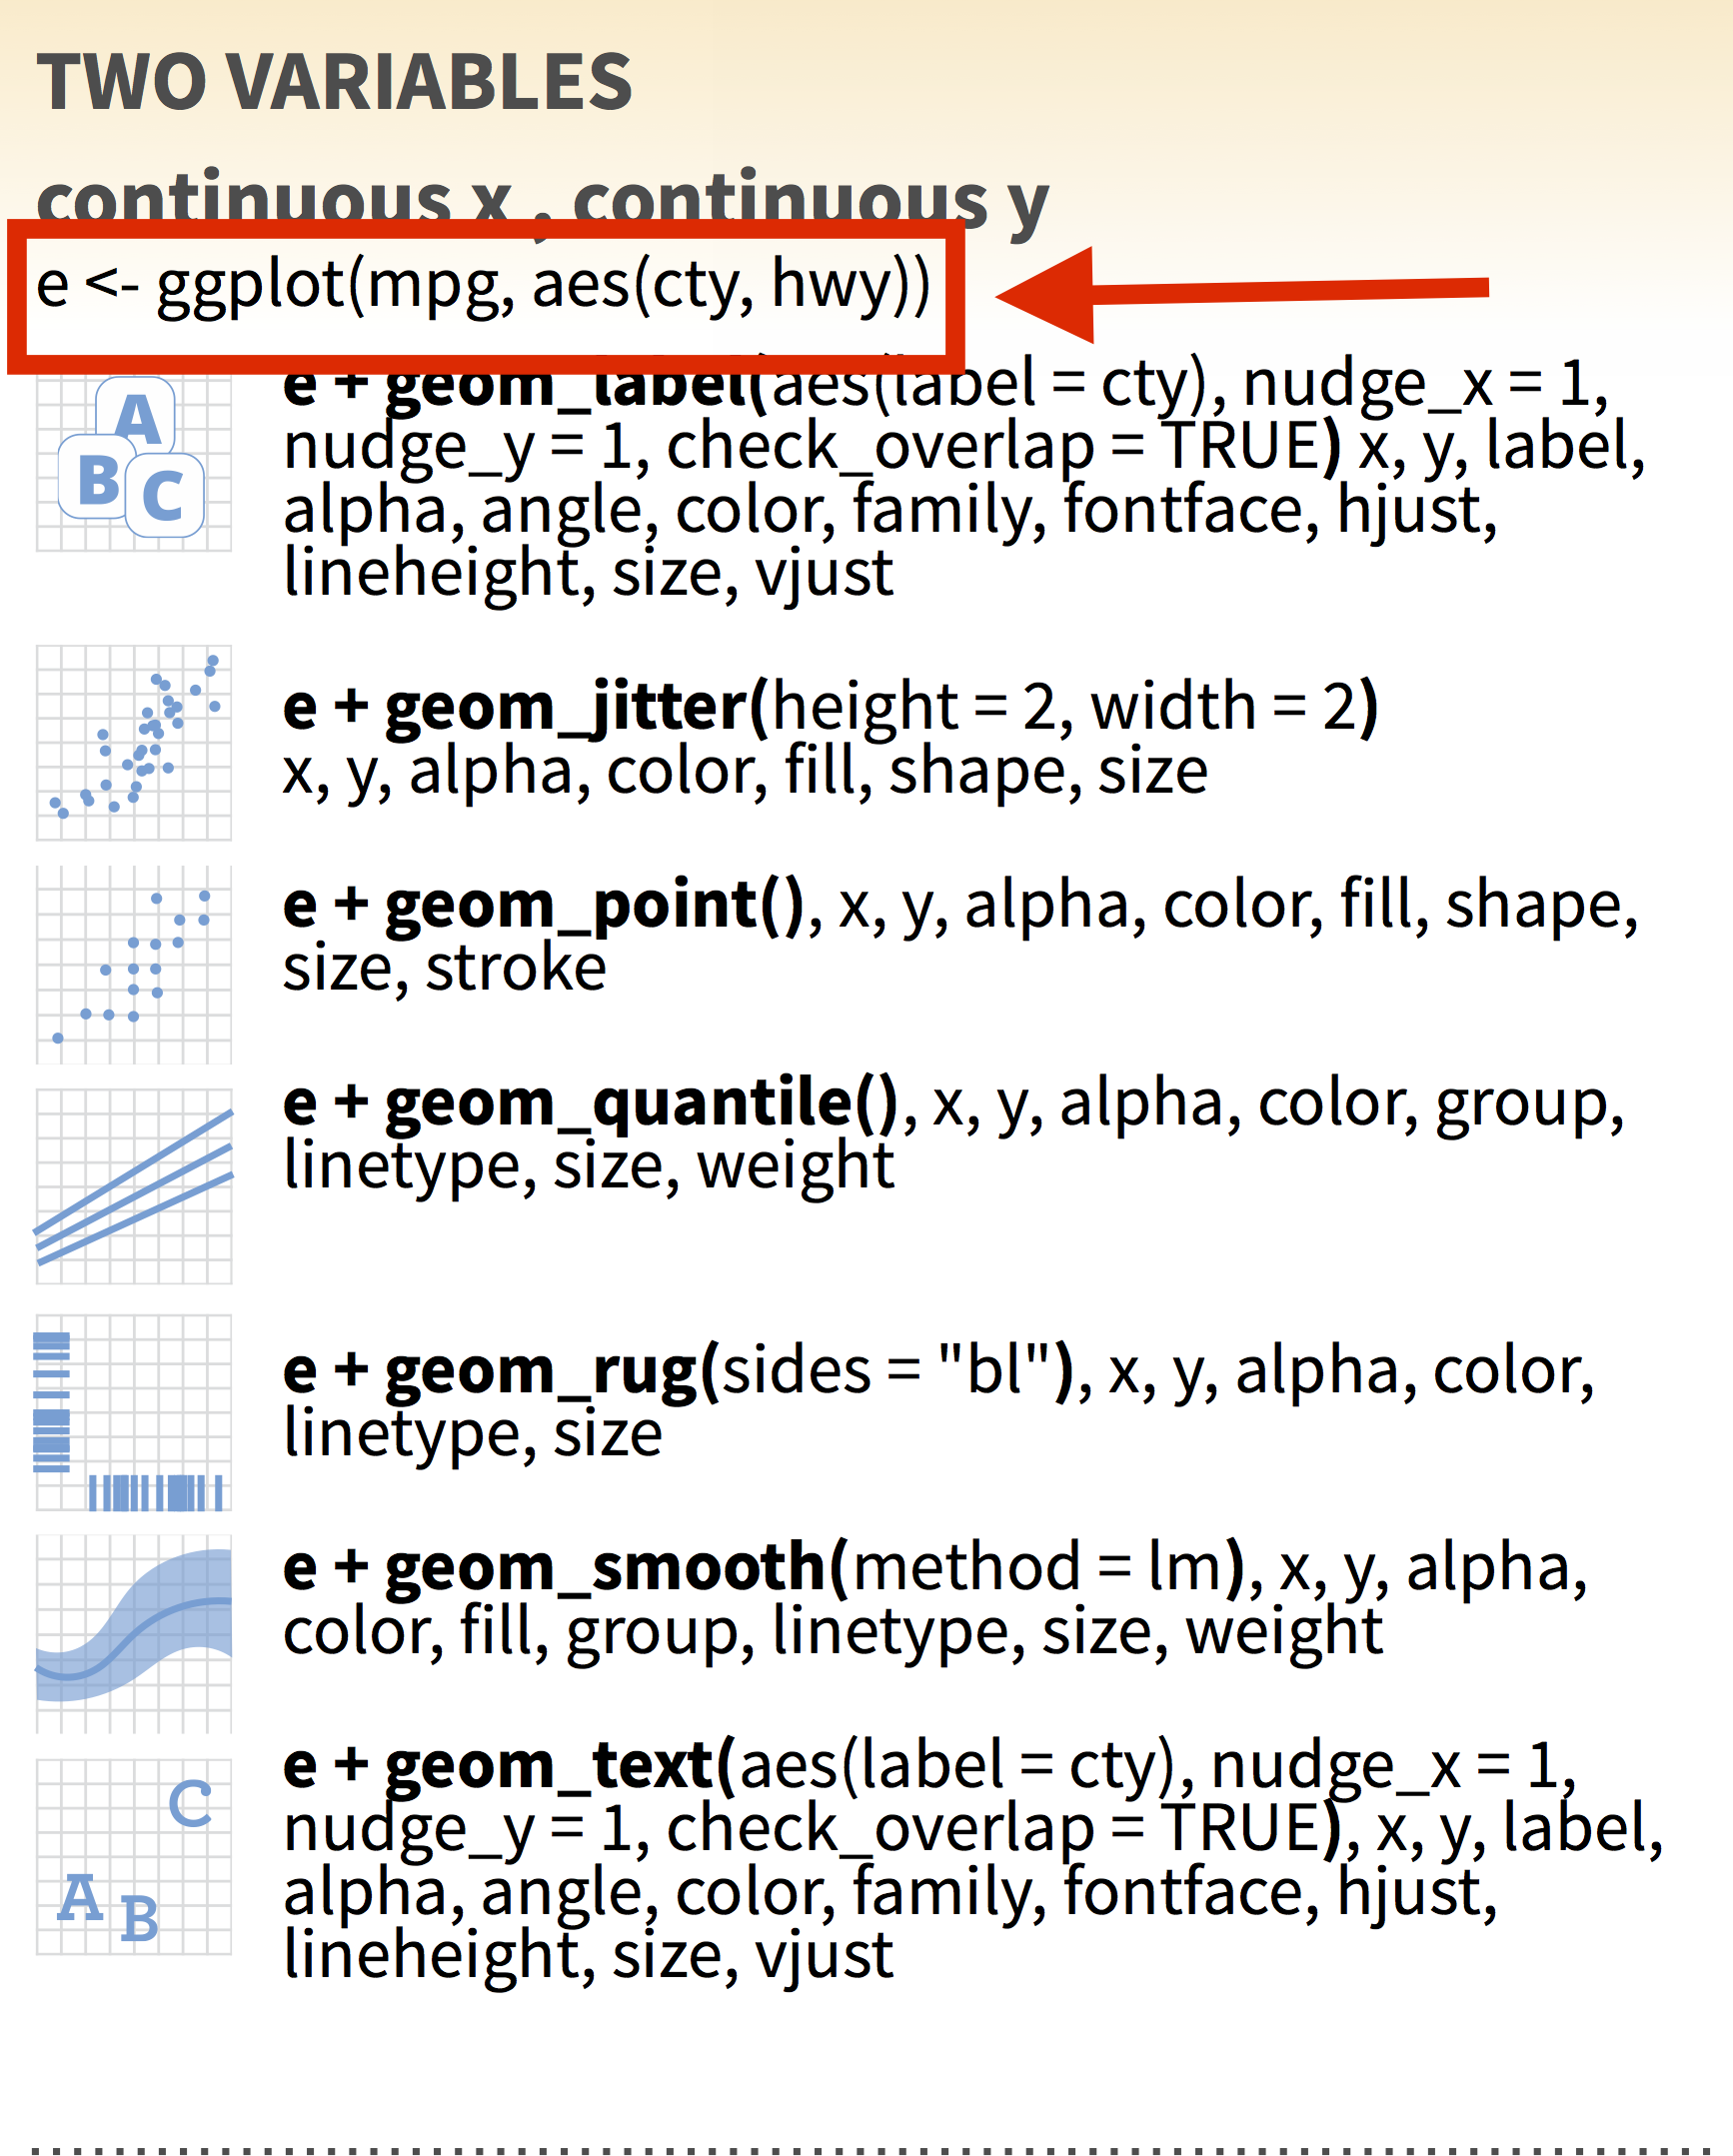 TWO VARIABLES
continuous x , continuous y
e <- ggplot(mpg, aes(cty, hwy))
e + geom_label(aes(label = cty), nudge_x = 1,
nudge_y = 1, check_overlap = TRUE) x, y, label,
alpha, angle, color, family, fontface, hjust,
lineheight, size, vjust
A
B
C
e + geom_jitter(height = 2, width = 2)
x, y, alpha, color, fill, shape, size
e + geom_point(), x, y, alpha, color, fill, shape,
size, stroke
e + geom_quantile(), x, y, alpha, color, group,
linetype, size, weight
e + geom_rug(sides = "bl"), x, y, alpha, color,
linetype, size
e + geom_smooth(method = lm), x, y, alpha,
color, fill, group, linetype, size, weight
e + geom_text(aes(label = cty), nudge_x = 1,
nudge_y = 1, check_overlap = TRUE), x, y, label,
alpha, angle, color, family, fontface, hjust,
lineheight, size, vjust
C
A B